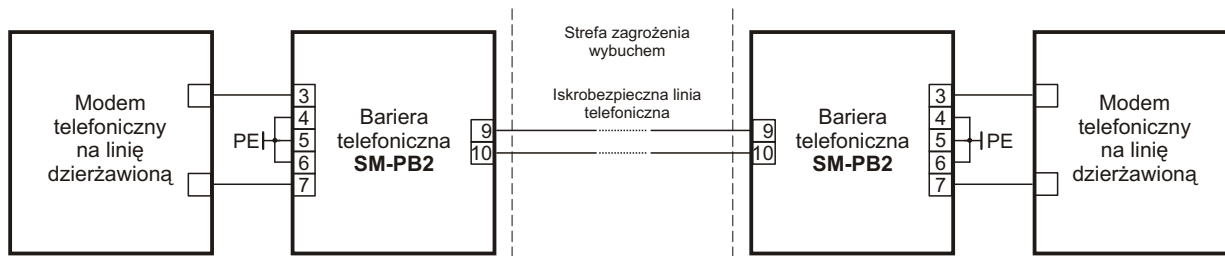 Modem
telefoniczny
na linię
dzierżawioną
PE
3
4
5
6
7
Bariera
telefoniczna
SM-PB2
9
10
Strefa zagrożenia
wybuchem
Iskrobezpieczna linia
telefoniczna
9
10
Bariera
telefoniczna
SM-PB2
3
4
5
6
7
PE
Modem
telefoniczny
na linię
dzierżawioną